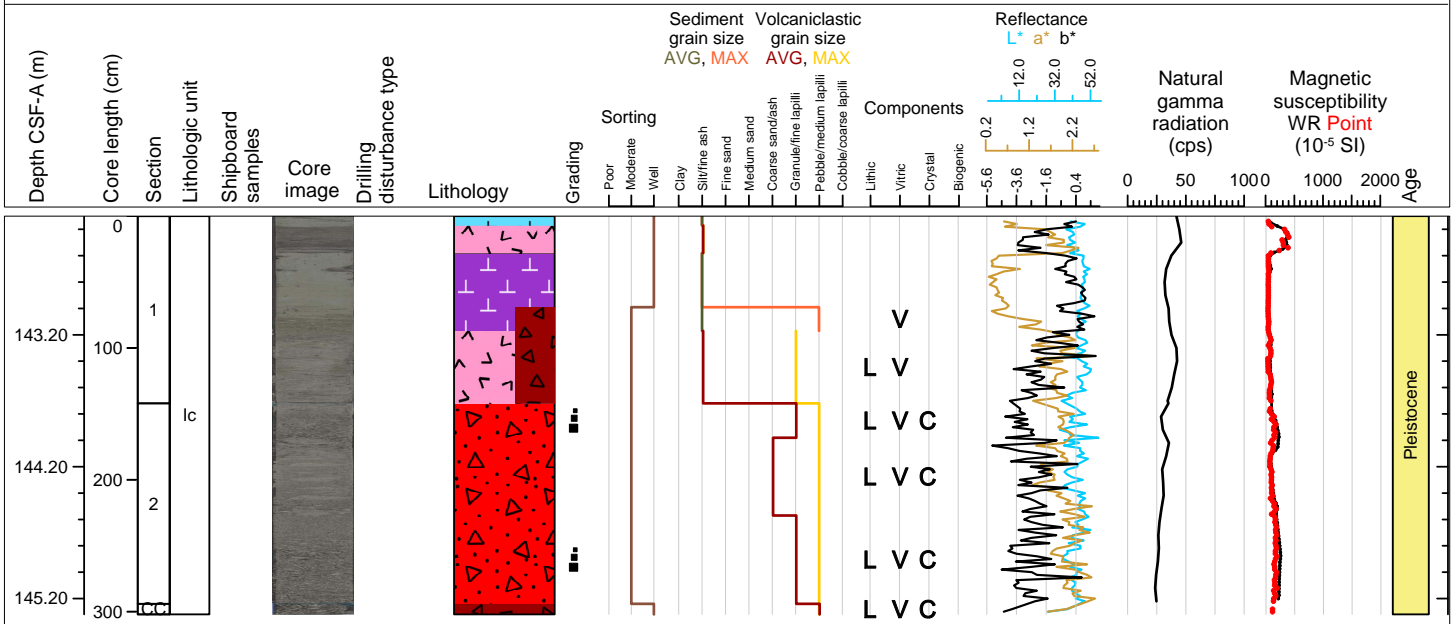 Depth CSF-A (m)
Core length (cm)
Section
Lithologic unit
Shipboard
samples
Core
image
Drilling
disturbance type
Lithology
Grading
Sorting
Poor
Moderate
Well
Sediment
grain size
AVG, MAX
Volcaniclastic
grain size
AVG, MAX
Clay
Silt/fine ash
Fine sand
Medium sand
Coarse sand/ash
Granule/fine lapilli
Pebble/medium lapilli
Cobble/coarse lapilli
Components
Lithic
Vitric
Crystal
Biogenic
Reflectance
L* a* b*
12.0 32.0 52.0
0.2 1.2 2.2
-5.6 -3.6 -1.6 0.4
Natural
gamma
radiation
(cps)
0 50 100
Magnetic
susceptibility
WR Point
(10-5 SI)
0 1000 2000
Age
0
1
V
143.20
100
L V
Ic
L V C
144.20
200
2
L V C
L V C
145.20
300
CC
L V C
Pleistocene